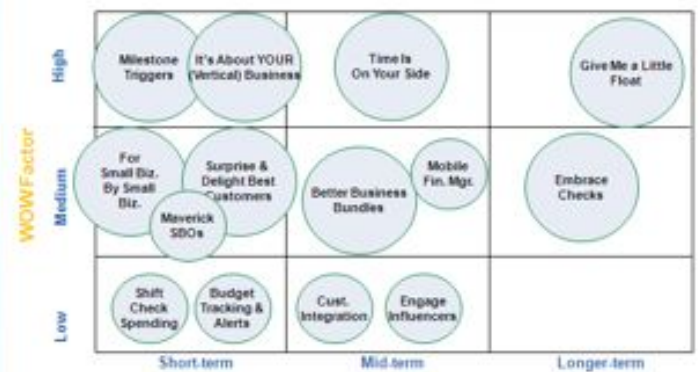 WOW Factor
High
Milestone
Triggers
It's About YOUR
(Vertical) Business
Time Is
On Your Side
Give Me a Little
Float
Medium
For
Small Biz.
By Small
Biz.
Surprise &
Delight Best
Customers
Maverick
SBOs
Better Business
Bundles
Mobile
Fin. Mgr.
Embrace
Checks
Low
Shift
Check
Spending
Budget
Tracking &
Alerts
Cust.
Integration
Engage
Influencers
Short-term
Mid-term
Longer-term